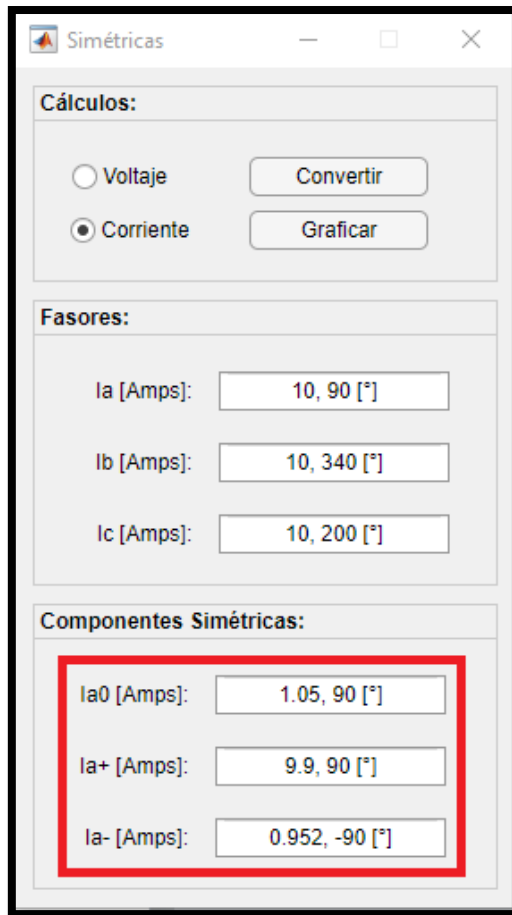 Simétricas
Cálculos:
Voltaje Convertir
Corriente Graficar
Fasores:
Ia [Amps]: 10, 90 [°]
Ib [Amps]: 10, 340 [°]
Ic [Amps]: 10, 200 [°]
Componentes Simétricas:
Ia0 [Amps]: 1.05, 90 [°]
Ia+ [Amps]: 9.9, 90 [°]
Ia- [Amps]: 0.952, -90 [°]